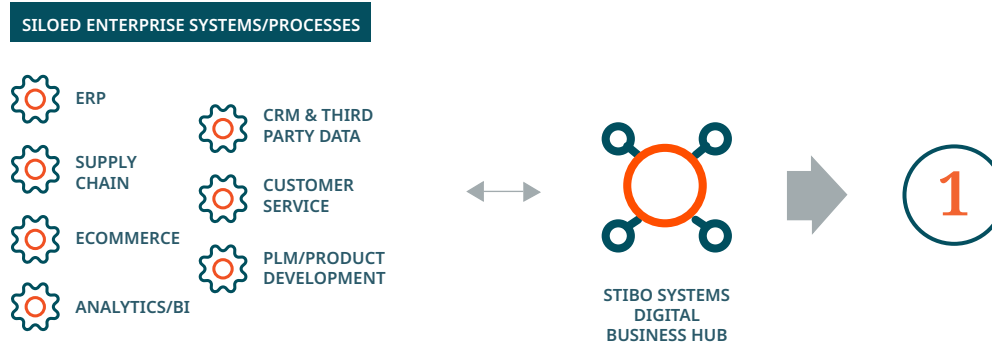 SILOED ENTERPRISE SYSTEMS/PROCESSES
ERP
SUPPLY
CHAIN
ECOMMERCE
ANALYTICS/BI
CRM & THIRD
PARTY DATA
CUSTOMER
SERVICE
PLM/PRODUCT
DEVELOPMENT
STIBO SYSTEMS
DIGITAL
BUSINESS HUB
1